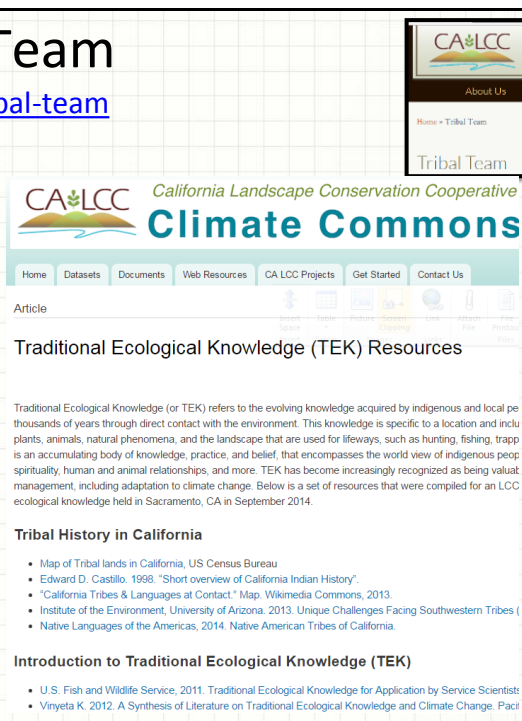 Team
bal-team
CA LCC
About Us
Home » Tribal Team
Tribal Team
CA LCC California Landscape Conservation Cooperative
Climate Commons
Home Datasets Documents Web Resources CA LCC Projects Get Started Contact Us
Insert Space Table Picture Screen Clipping Link Attach File File Printout
Article
Traditional Ecological Knowledge (TEK) Resources
Traditional Ecological Knowledge (or TEK) refers to the evolving knowledge acquired by indigenous and local pe
thousands of years through direct contact with the environment. This knowledge is specific to a location and inclu
plants, animals, natural phenomena, and the landscape that are used for lifeways, such as hunting, fishing, trapp
is an accumulating body of knowledge, practice, and belief, that encompasses the world view of indigenous peop
spirituality, human and animal relationships, and more. TEK has become increasingly recognized as being valuab
management, including adaptation to climate change. Below is a set of resources that were compiled for an LCC
ecological knowledge held in Sacramento, CA in September 2014.
Tribal History in California
• Map of Tribal lands in California, US Census Bureau
• Edward D. Castillo. 1998. "Short overview of California Indian History".
• "California Tribes & Languages at Contact." Map. Wikimedia Commons, 2013.
• Institute of the Environment, University of Arizona. 2013. Unique Challenges Facing Southwestern Tribes (
• Native Languages of the Americas, 2014. Native American Tribes of California.
Introduction to Traditional Ecological Knowledge (TEK)
• U.S. Fish and Wildlife Service, 2011. Traditional Ecological Knowledge for Application by Service Scientists
• Vinyeta K. 2012. A Synthesis of Literature on Traditional Ecological Knowledge and Climate Change. Pacif